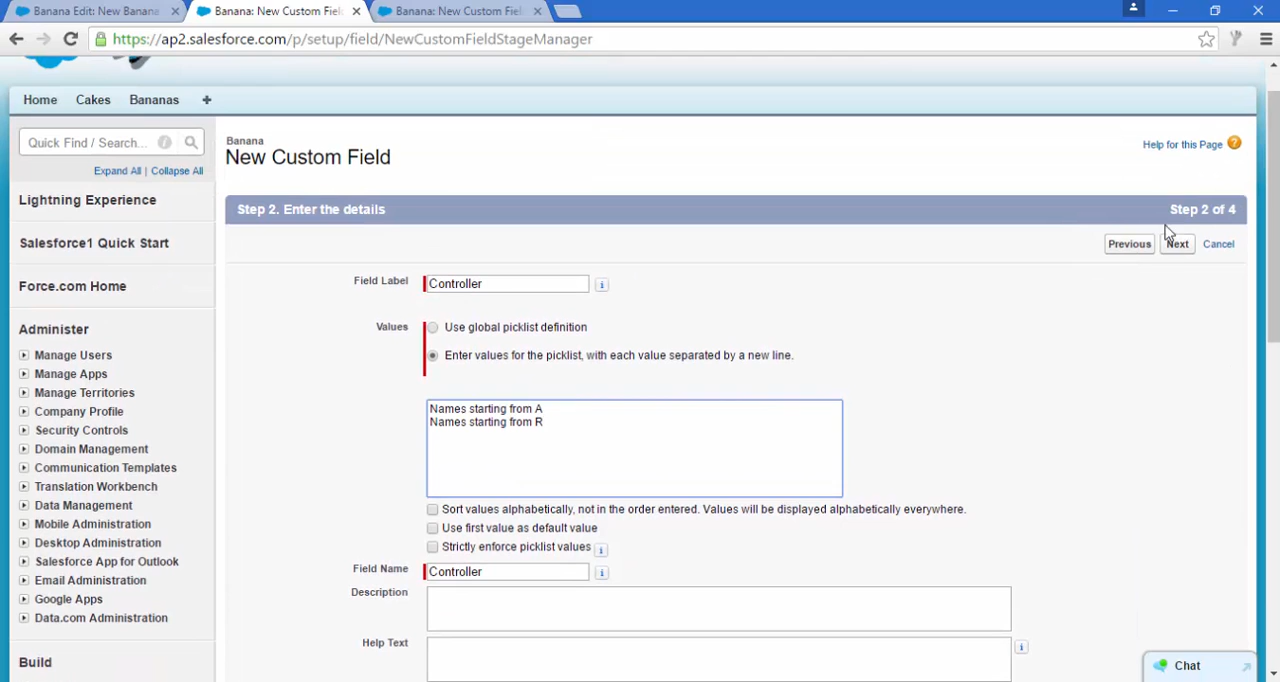 Banana Edit: New Banana
Banana: New Custom Fiel
Banana: New Custom Fiel
https://ap2.salesforce.com/p/setup/field/NewCustomFieldStageManager
Home
Cakes
Bananas
+
Quick Find / Search...
Expand All | Collapse All
Lightning Experience
Salesforce1 Quick Start
Force.com Home
Administer
Manage Users
Manage Apps
Manage Territories
Company Profile
Security Controls
Domain Management
Communication Templates
Translation Workbench
Data Management
Mobile Administration
Desktop Administration
Salesforce App for Outlook
Email Administration
Google Apps
Data.com Administration
Build
Banana
New Custom Field
Help for this Page
Step 2. Enter the details
Step 2 of 4
Previous
Next
Cancel
Field Label
Controller
Values
Use global picklist definition
Enter values for the picklist, with each value separated by a new line.
Names starting from A
Names starting from R
Sort values alphabetically, not in the order entered. Values will be displayed alphabetically everywhere.
Use first value as default value
Strictly enforce picklist values
Field Name
Controller
Description
Help Text
Chat